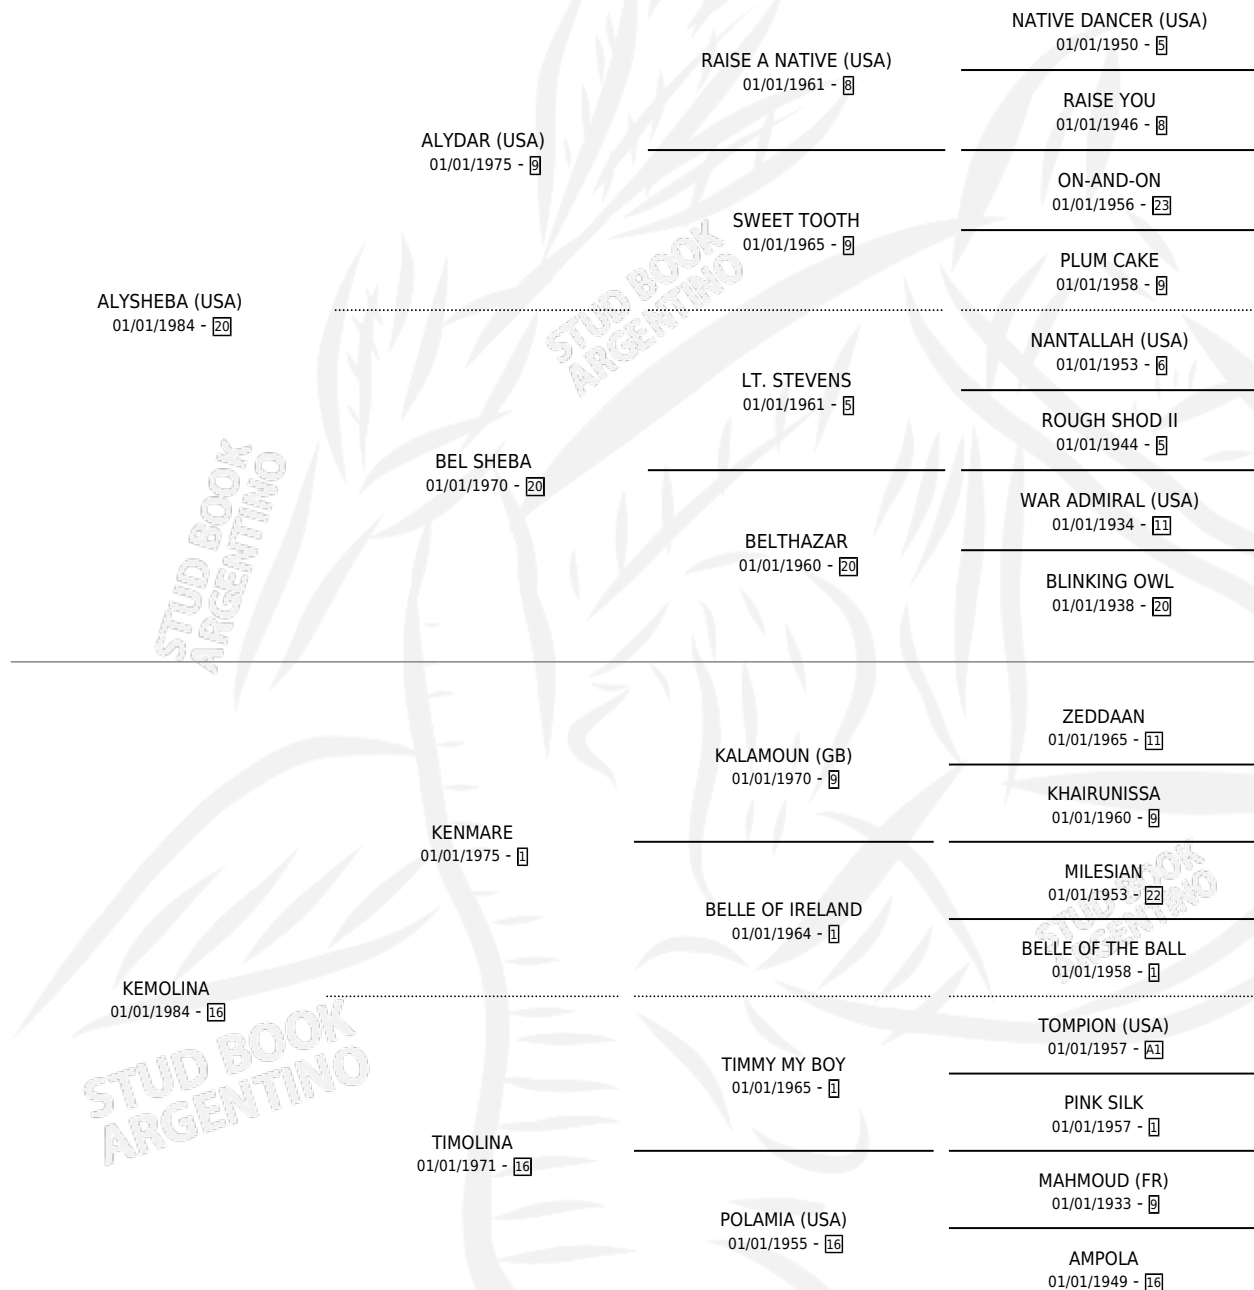 NATIVE DANCER (USA)
01/01/1950 - 5
RAISE A NATIVE (USA)
01/01/1961 - 8
RAISE YOU
01/01/1946 - 8
ALYDAR (USA)
01/01/1975 - 9
ON-AND-ON
01/01/1956 - 23
SWEET TOOTH
01/01/1965 - 9
PLUM CAKE
01/01/1958 - 9
ALYSHEBA (USA)
01/01/1984 - 20
NANTALLAH (USA)
01/01/1953 - 6
LT. STEVENS
01/01/1961 - 5
ROUGH SHOD II
01/01/1944 - 5
BEL SHEBA
01/01/1970 - 20
WAR ADMIRAL (USA)
01/01/1934 - 11
BELTHAZAR
01/01/1960 - 20
BLINKING OWL
01/01/1938 - 20
ZEDDAAN
01/01/1965 - 11
KALAMOUN (GB)
01/01/1970 - 9
KHAIRUNISSA
01/01/1960 - 9
KENMARE
01/01/1975 - 1
MILESIAN
01/01/1953 - 22
BELLE OF IRELAND
01/01/1964 - 1
BELLE OF THE BALL
01/01/1958 - 1
KEMOLINA
01/01/1984 - 16
TOMPION (USA)
01/01/1957 - A1
TIMMY MY BOY
01/01/1965 - 1
PINK SILK
01/01/1957 - 1
TIMOLINA
01/01/1971 - 16
MAHMOUD (FR)
01/01/1933 - 9
POLAMIA (USA)
01/01/1955 - 16
AMPOLA
01/01/1949 - 16
STUD BOOK
ARGENTINO
STUD BOOK
ARGENTINO
STUD BOOK
ARGENTINO
STUD BOOK
ARGENTINO